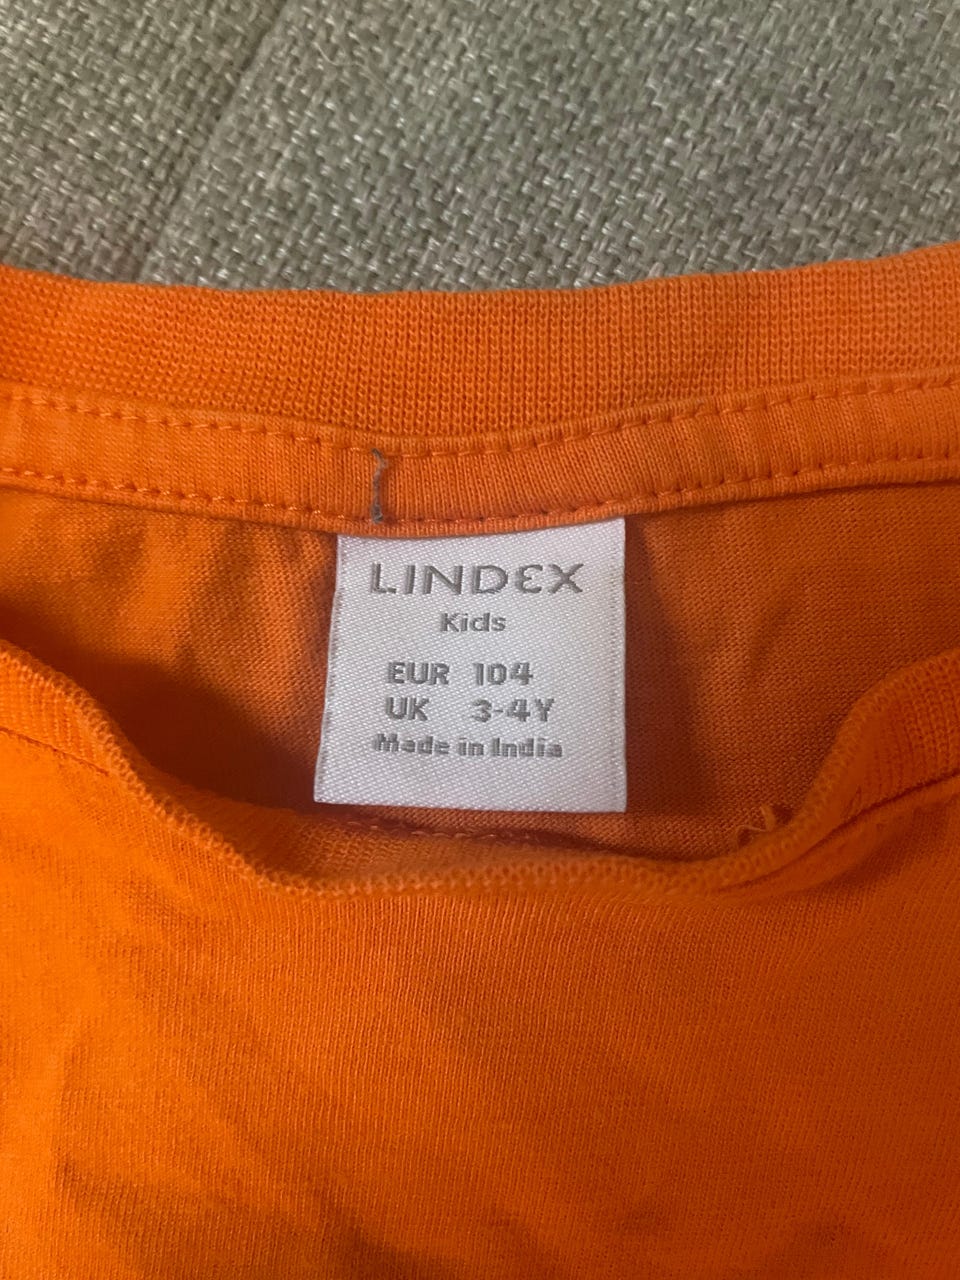 LINDEX
Kids
EUR 104
UK 3-4Y
Made in India